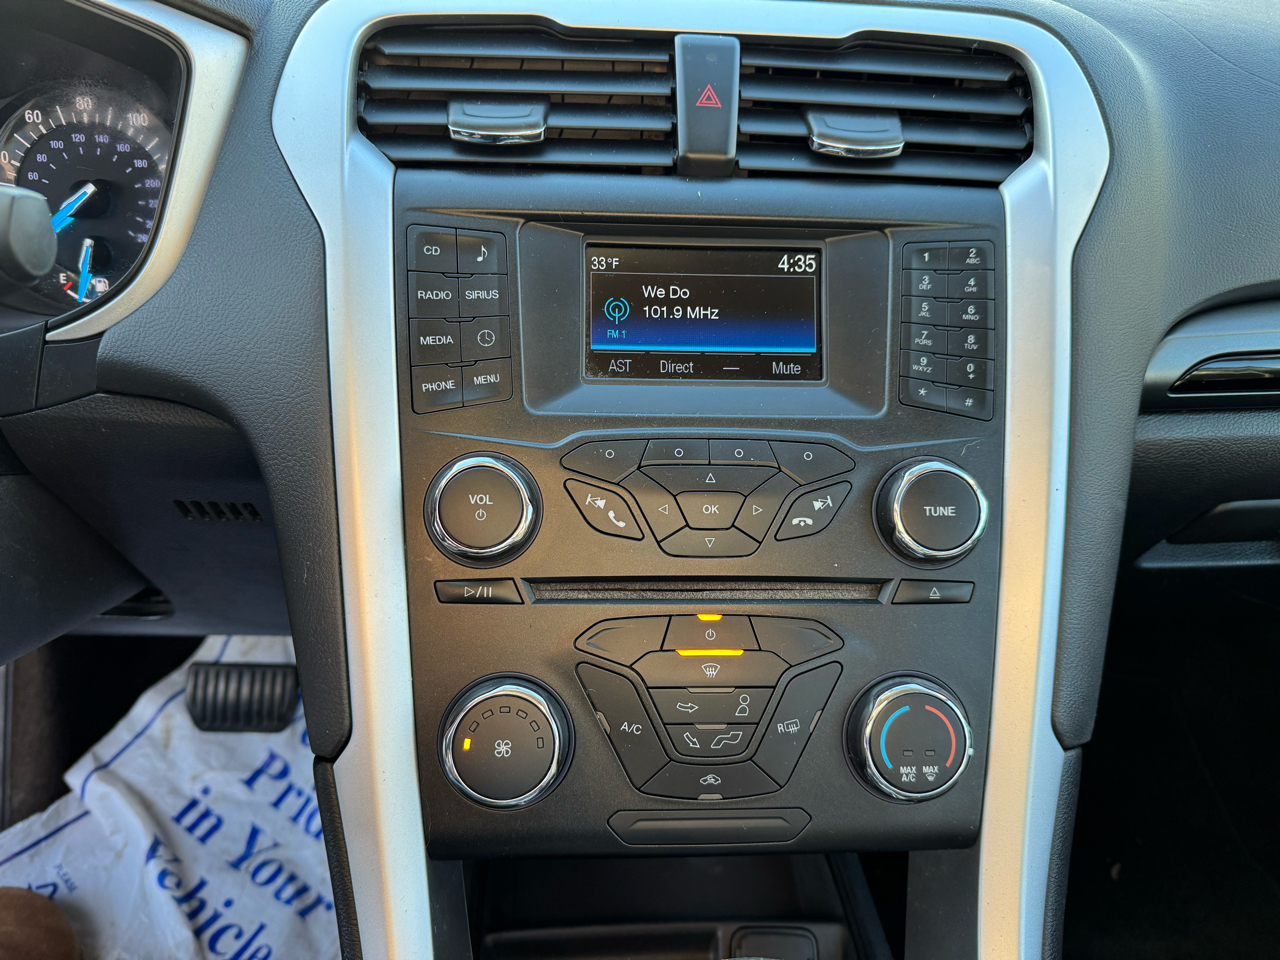 60
80
100
60
80
100
120
140
160
180
200
E
33°F
4:35
We Do
101.9 MHz
FM-1
AST Direct — Mute
CD
RADIO SIRIUS
MEDIA
PHONE MENU
1 2 ABC
3 DEF 4 GHI
5 JKL 6 MNO
7 PQRS 8 TUV
9 WXYZ 0 +
* #
VOL
OK
TUNE
A/C
R
MAX A/C
MAX
Pri
in Your
Vehicle
PLEASE